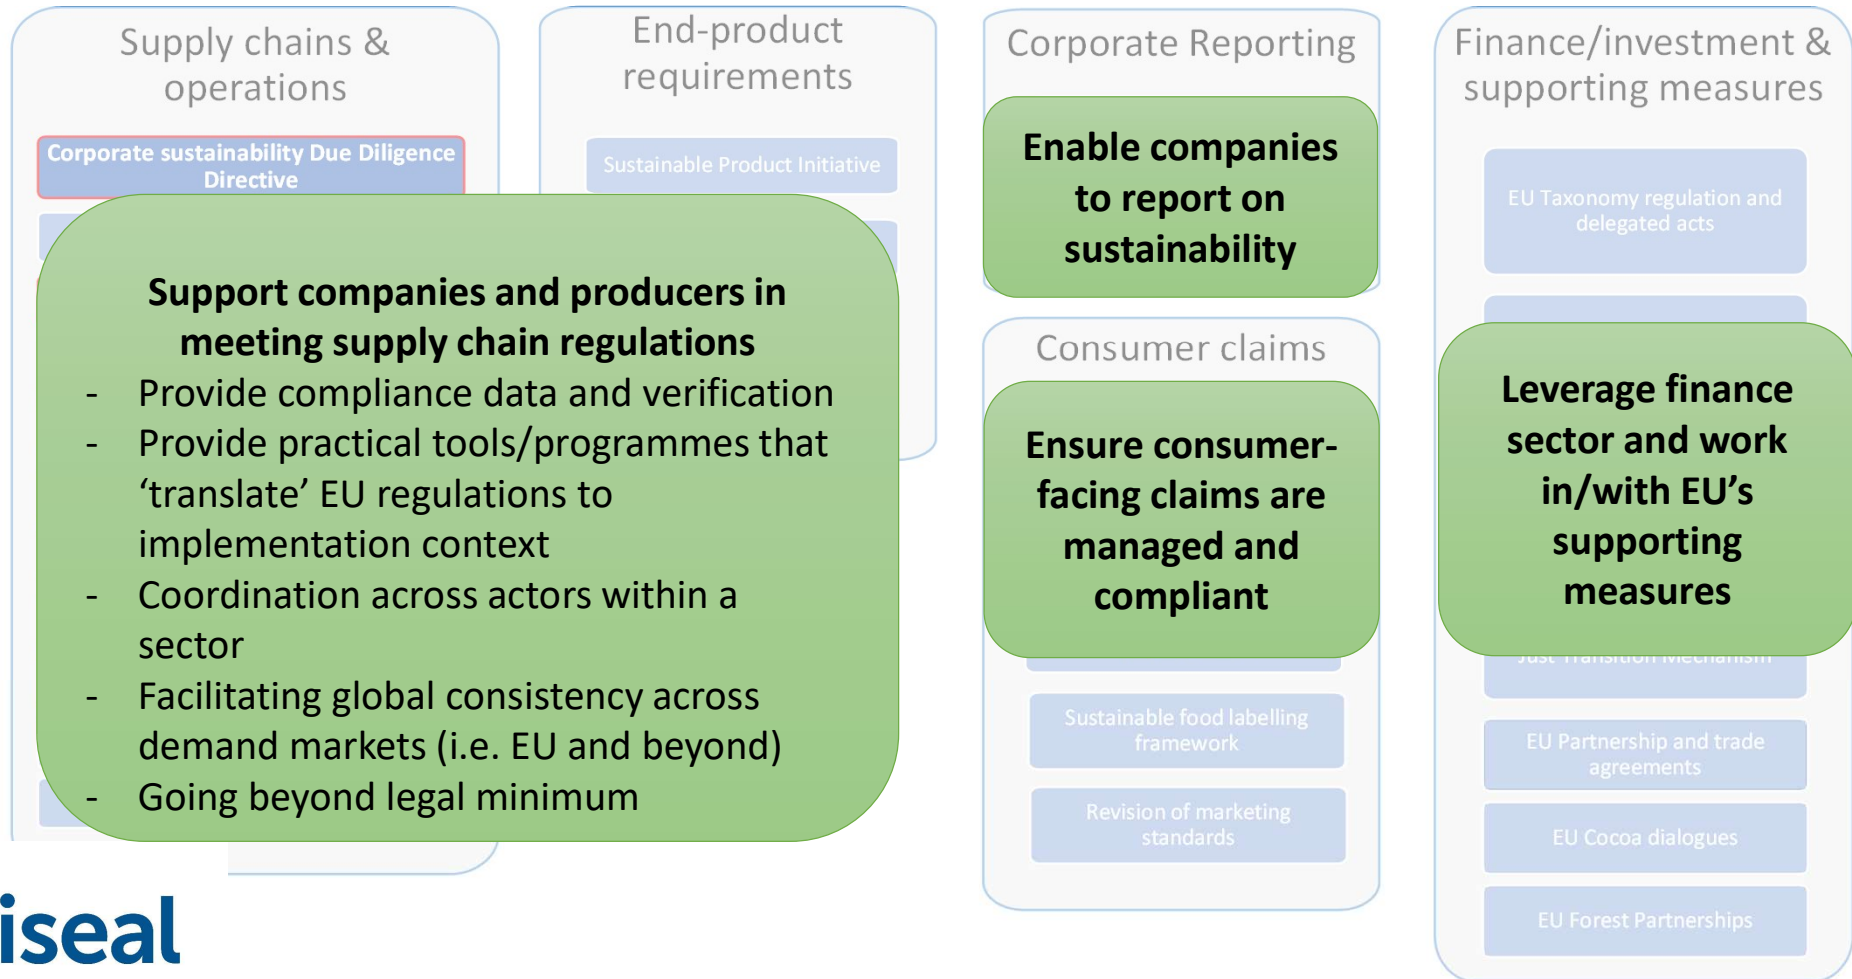 Supply chains &
operations
Corporate sustainability Due Diligence
Directive
End-product
requirements
Sustainable Product Initiative
Support companies and producers in
meeting supply chain regulations
- Provide compliance data and verification
- Provide practical tools/programmes that
‘translate’ EU regulations to
implementation context
- Coordination across actors within a
sector
- Facilitating global consistency across
demand markets (i.e. EU and beyond)
- Going beyond legal minimum
Corporate Reporting
Enable companies
to report on
sustainability
Consumer claims
Ensure consumer-
facing claims are
managed and
compliant
Sustainable food labelling
framework
Revision of marketing
standards
Finance/investment &
supporting measures
EU Taxonomy regulation and
delegated acts
Leverage finance
sector and work
in/with EU’s
supporting
measures
Just Transition Mechanism
EU Partnership and trade
agreements
EU Cocoa dialogues
EU Forest Partnerships
iseal